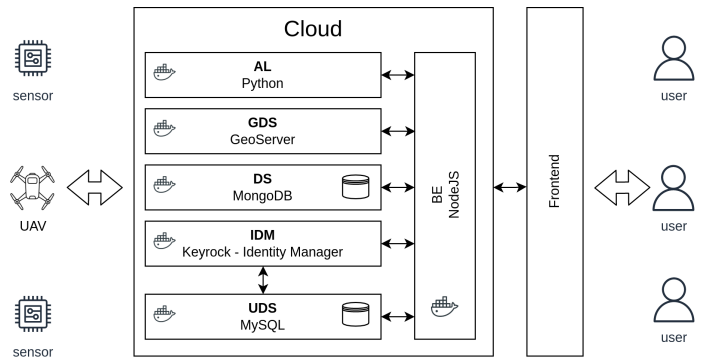 Cloud
sensor
UAV
sensor
AL
Python
GDS
GeoServer
DS
MongoDB
IDM
Keyrock - Identity Manager
UDS
MySQL
BE
NodeJS
Frontend
user
user
user